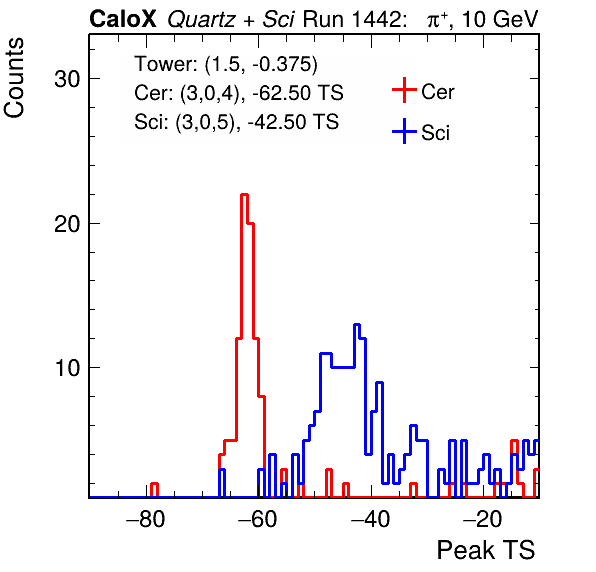 CaloX Quartz + Sci Run 1442: π⁺, 10 GeV
Counts
Tower: (1.5, -0.375)
Cer: (3,0,4), -62.50 TS
Sci: (3,0,5), -42.50 TS
Cer
Sci
30
20
10
−80 −60 −40 −20
Peak TS